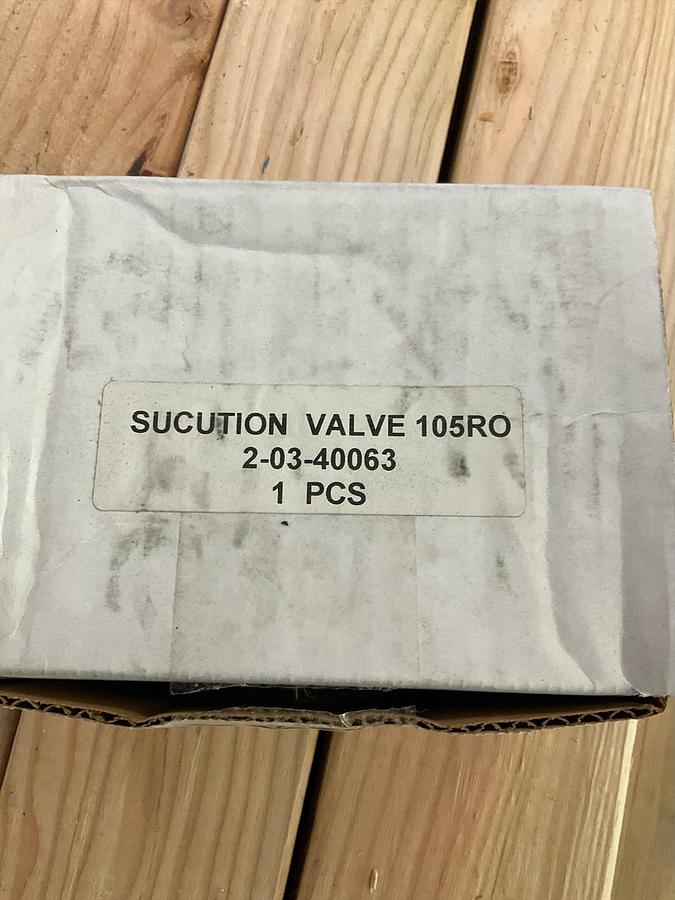 SUCUTION VALVE 105RO
2-03-40063
1 PCS